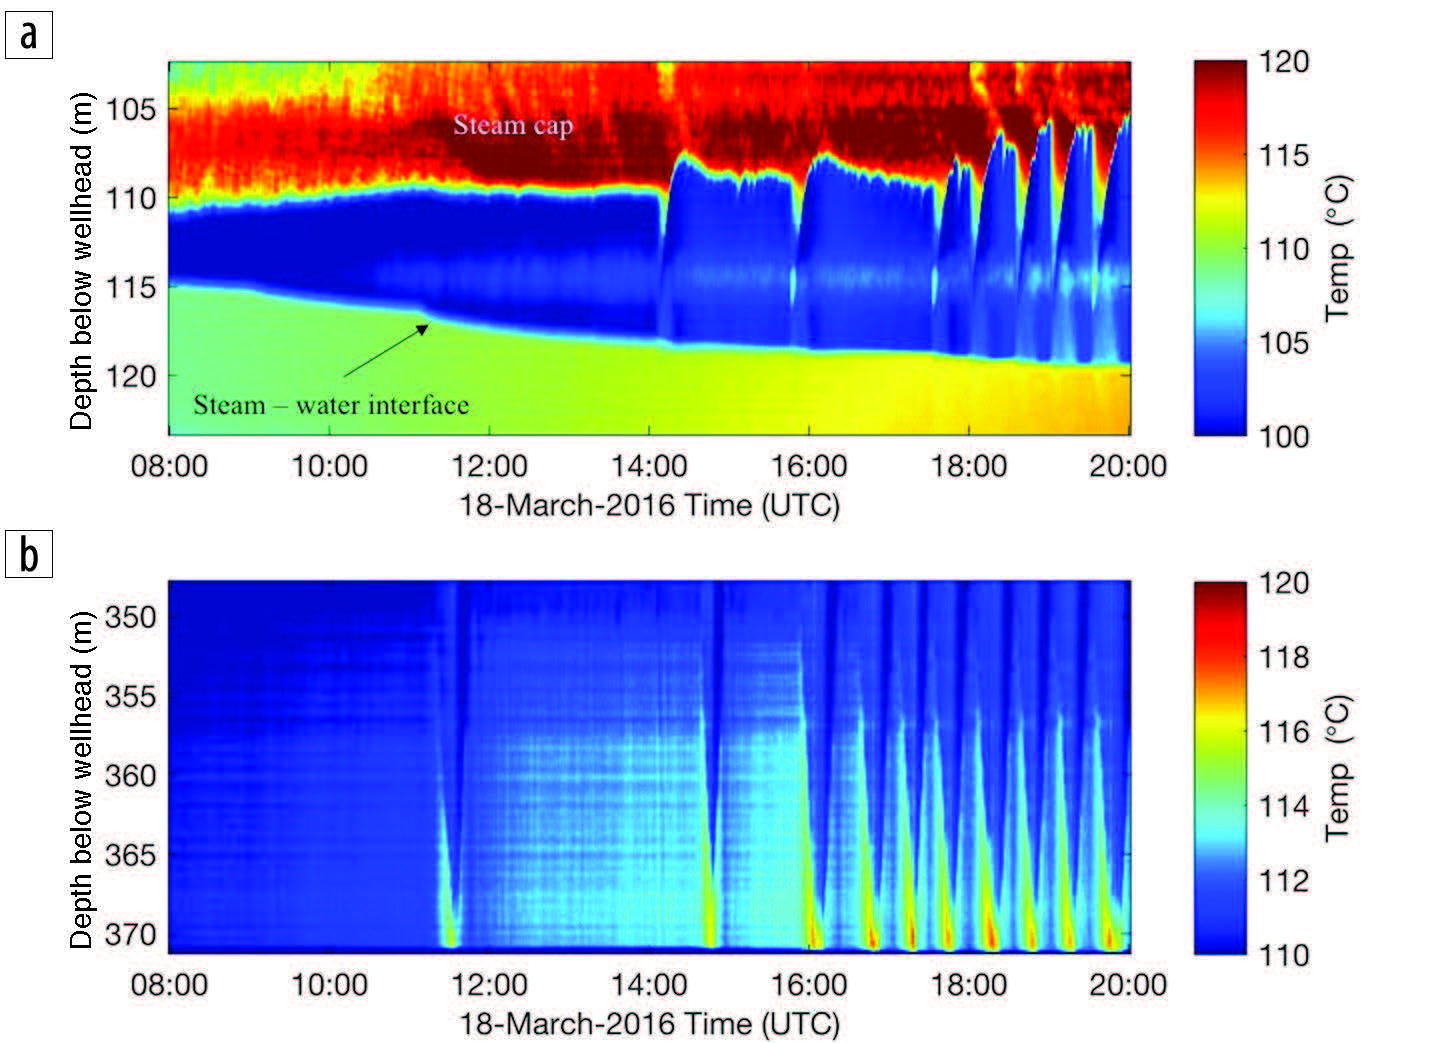 a
Depth below wellhead (m)
105
110
115
120
Steam cap
Steam – water interface
08:00 10:00 12:00 14:00 16:00 18:00 20:00
18-March-2016 Time (UTC)
120
115
110
105
100
Temp (°C)
b
Depth below wellhead (m)
350
355
360
365
370
08:00 10:00 12:00 14:00 16:00 18:00 20:00
18-March-2016 Time (UTC)
120
118
116
114
112
110
Temp (°C)